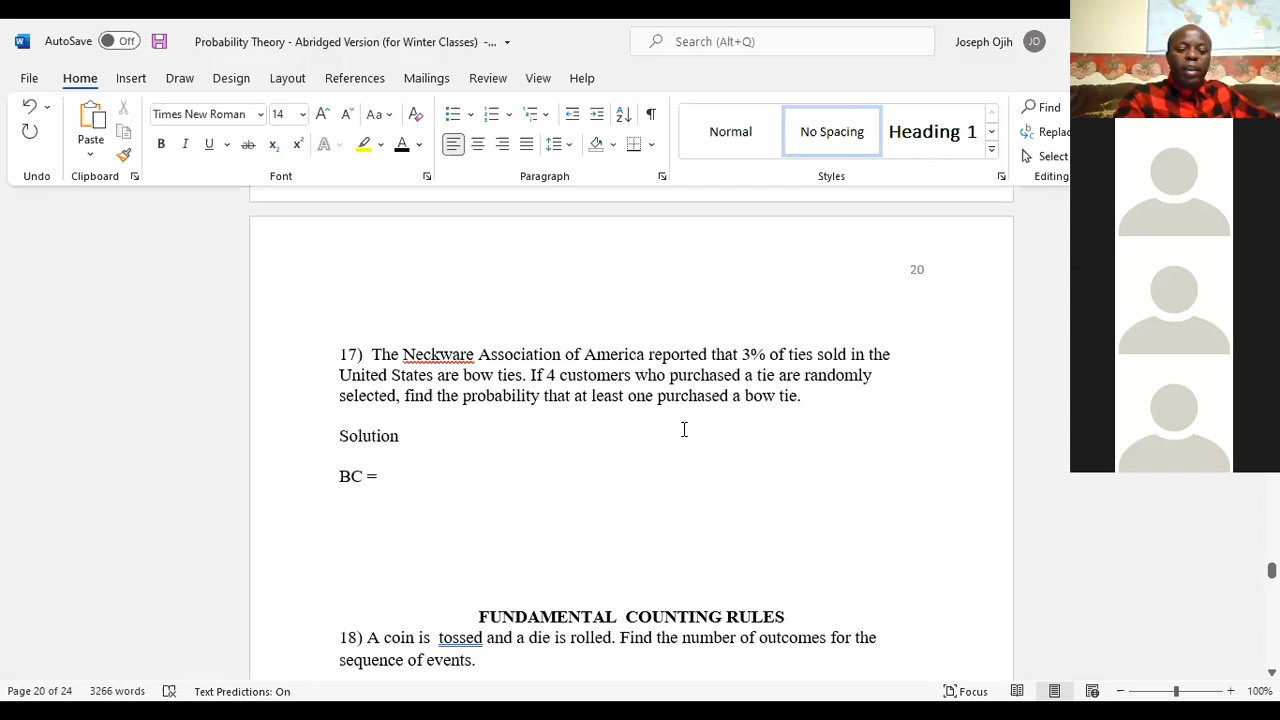 AutoSave Off Probability Theory - Abridged Version (for Winter Classes) -... Search (Alt+Q) Joseph Ojih JO
File Home Insert Draw Design Layout References Mailings Review View Help
Times New Roman 14 Aa Normal No Spacing Heading 1 Find
Paste B I U ab x₂ x² A A Replac
Select
Undo Clipboard Font Paragraph Styles Editing
20
17) The Neckware Association of America reported that 3% of ties sold in the
United States are bow ties. If 4 customers who purchased a tie are randomly
selected, find the probability that at least one purchased a bow tie.
Solution
BC =
FUNDAMENTAL COUNTING RULES
18) A coin is tossed and a die is rolled. Find the number of outcomes for the
sequence of events.
Page 20 of 24 3266 words Text Predictions: On Focus 100%